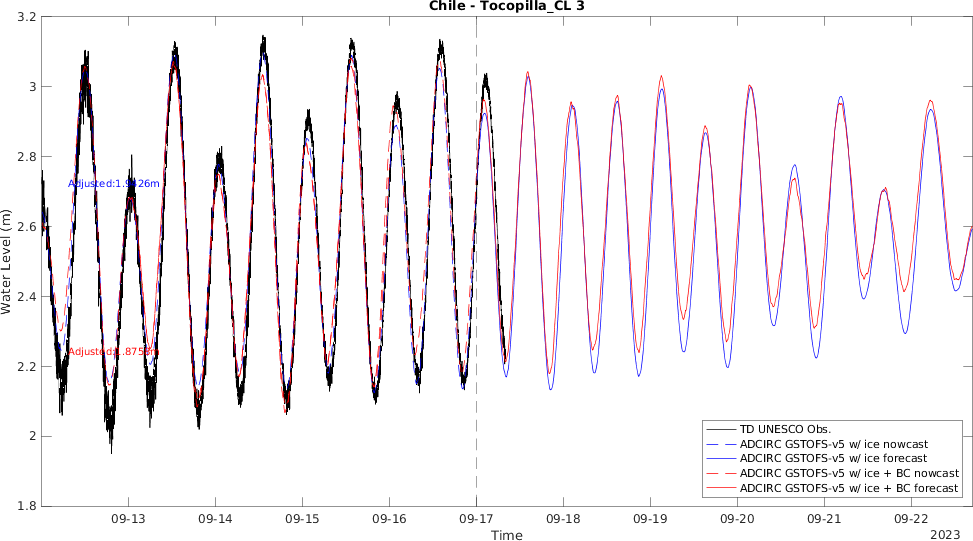 Chile - Tocopilla_CL 3
3.2
3
2.8
2.6
2.4
2.2
2
1.8
Water Level (m)
09-13
09-14
09-15
09-16
09-17
09-18
09-19
09-20
09-21
09-22
Time
2023
TD UNESCO Obs.
ADCIRC GSTOFS-v5 w/ ice nowcast
ADCIRC GSTOFS-v5 w/ ice forecast
ADCIRC GSTOFS-v5 w/ ice + BC nowcast
ADCIRC GSTOFS-v5 w/ ice + BC forecast